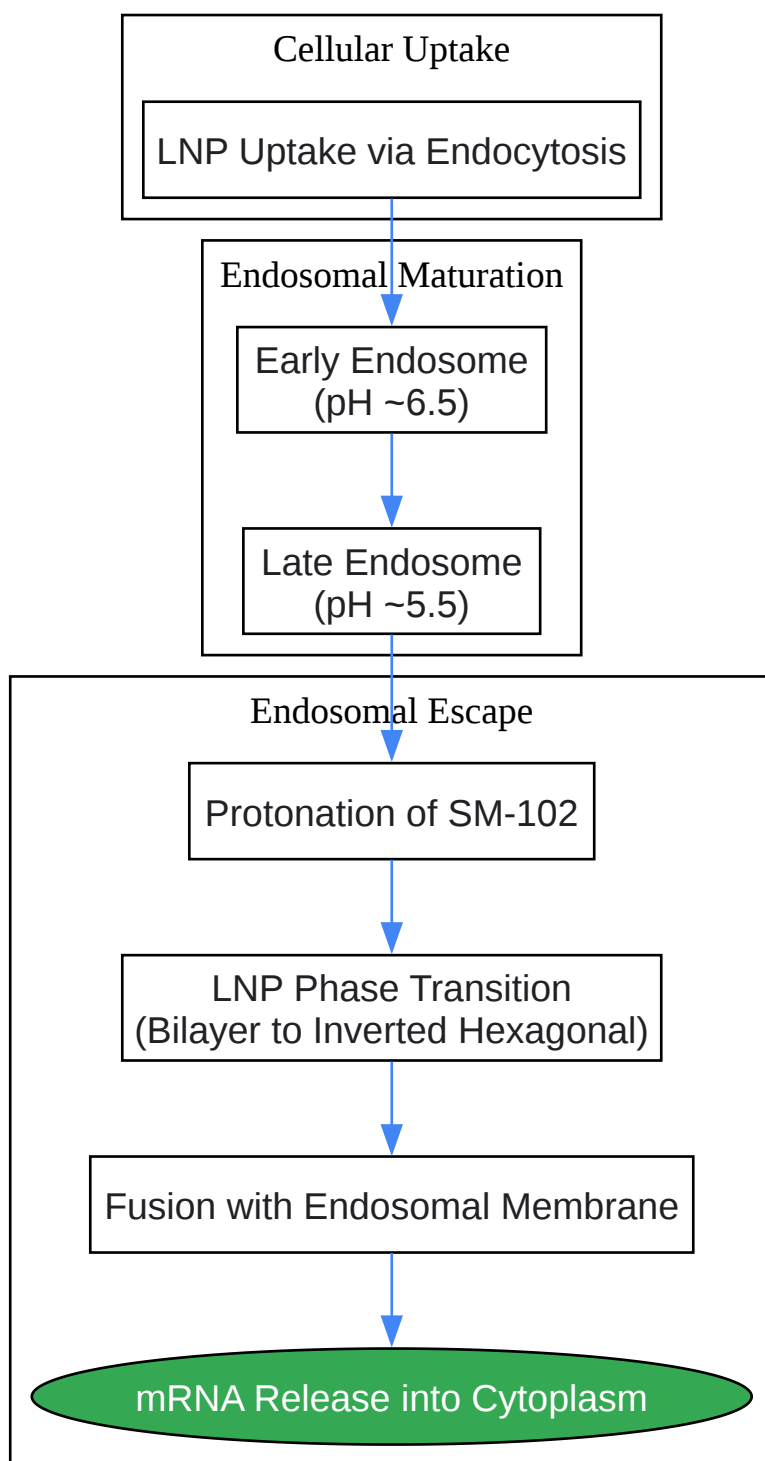 Cellular Uptake
LNP Uptake via Endocytosis
Endosomal Maturation
Early Endosome
(pH ~6.5)
Late Endosome
(pH ~5.5)
Endosomal Escape
Protonation of SM-102
LNP Phase Transition
(Bilayer to Inverted Hexagonal)
Fusion with Endosomal Membrane
mRNA Release into Cytoplasm